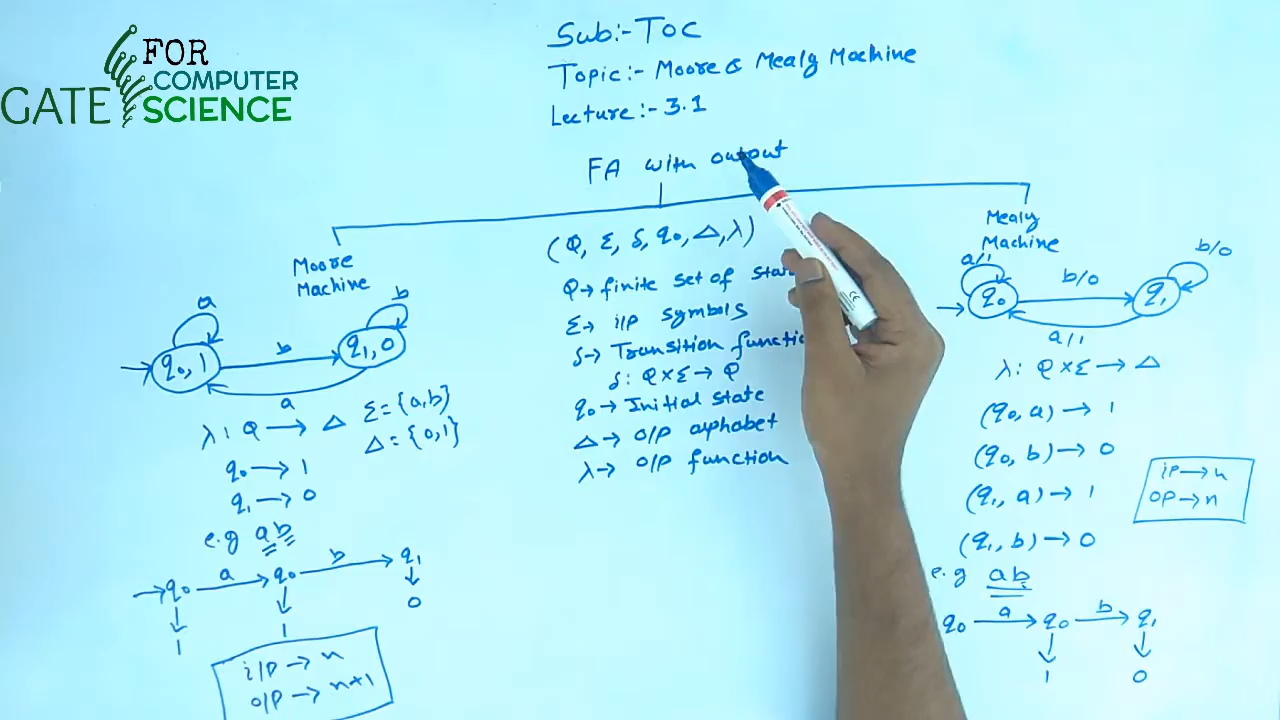 FOR
GATE COMPUTER
SCIENCE
Sub:- TOC
Topic:- Moore & Mealy Machine
Lecture:- 3.1
FA with output
Moore
Machine
a
b
q0, 1
b
q1, 0
a
λ: Q → Δ
Σ = {a,b}
Δ = {0,1}
q0 → 1
q1 → 0
e.g ab
→ q0 a→ q0 b→ q1
↓ ↓ ↓
1 1 0
i/p → n
o/p → n+1
(Q, Σ, δ, q0, Δ, λ)
Q → finite set of
Σ → i/p symbols
δ → Transition
δ: Q×Σ → Q
q0 → Initial state
Δ → O/P alphabet
λ → O/P function
Mealy
Machine
a/1
b/0
q0
b/0
q1
a/1
λ: Q×Σ → Δ
(q0, a) → 1
(q0, b) → 0
(q1, a) → 1
(q1, b) → 0
iP → n
OP → n
e.g ab
q0 a→ q0 b→ q1
↓ ↓
1 0